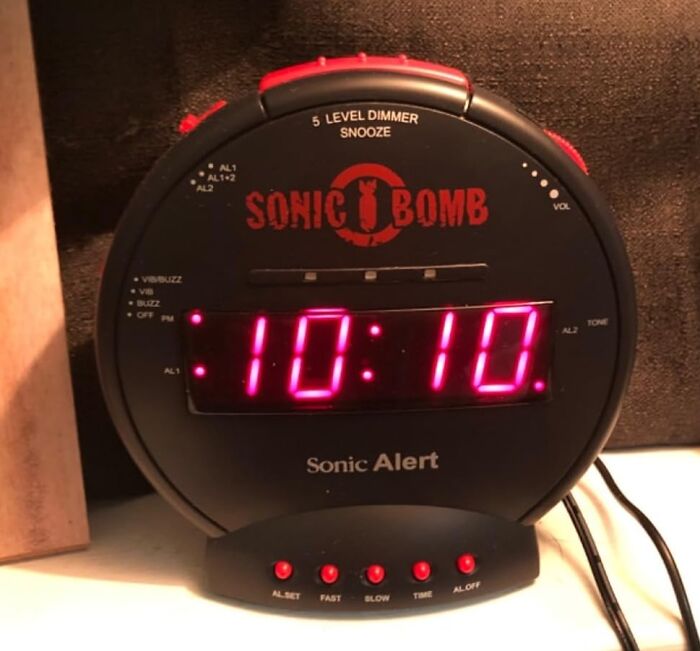 5 LEVEL DIMMER
SNOOZE
AL1
AL1+2
AL2
SONIC BOMB
VOL
VIB/BUZZ
VIB
BUZZ
OFF
PM
10:10
AL2
TONE
AL1
Sonic Alert
AL.SET FAST SLOW TIME AL.OFF